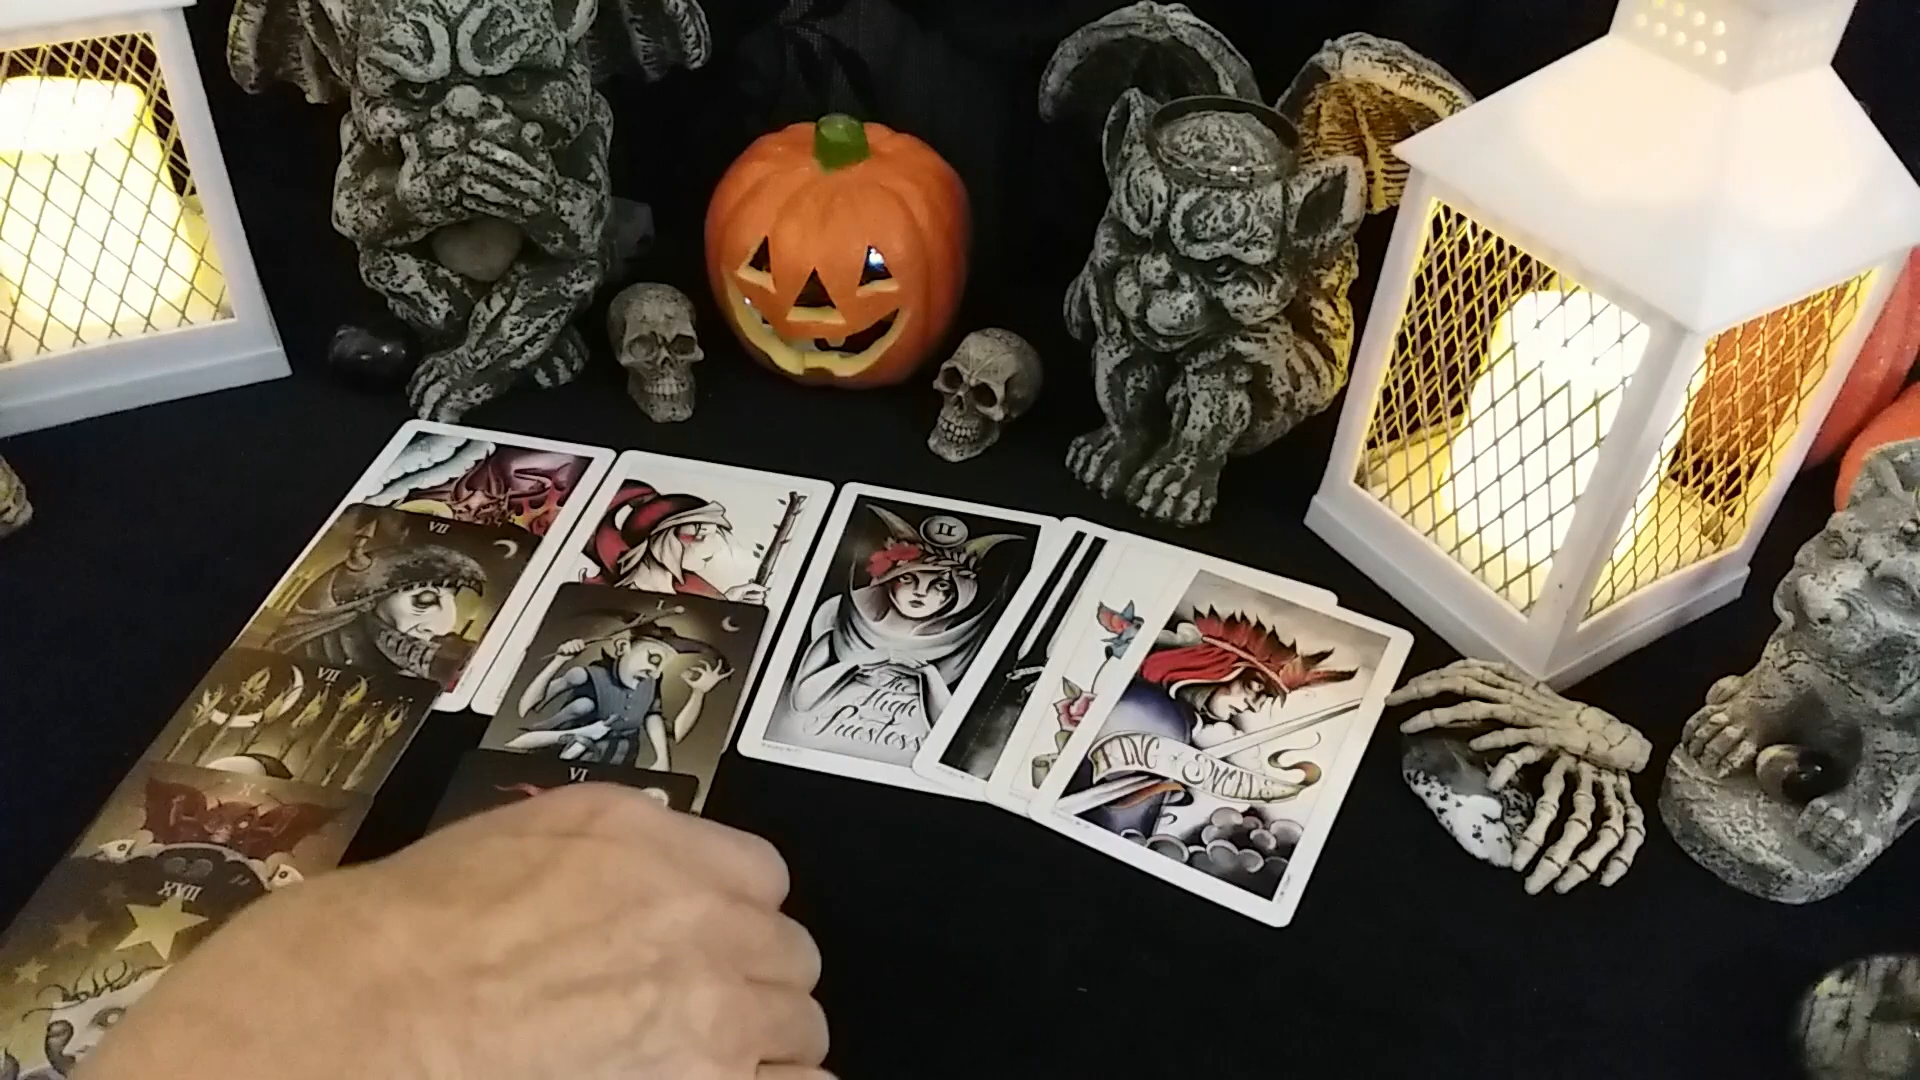 II
The
High
Priestess
KING of SWORDS
VII
VII
X
XVII
I
VI